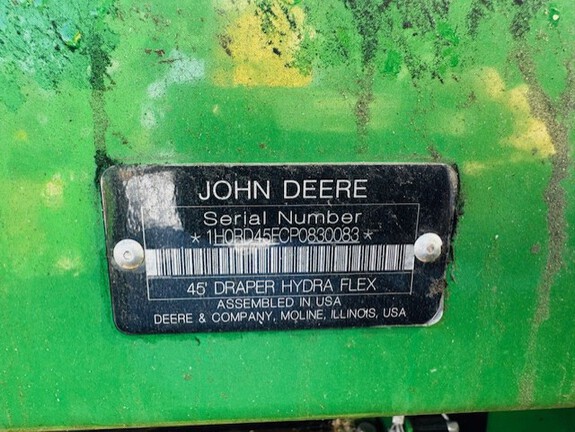 JOHN DEERE
Serial Number
*1H0RD45FCP0830083*
45' DRAPER HYDRA FLEX
ASSEMBLED IN USA
DEERE & COMPANY, MOLINE, ILLINOIS, USA